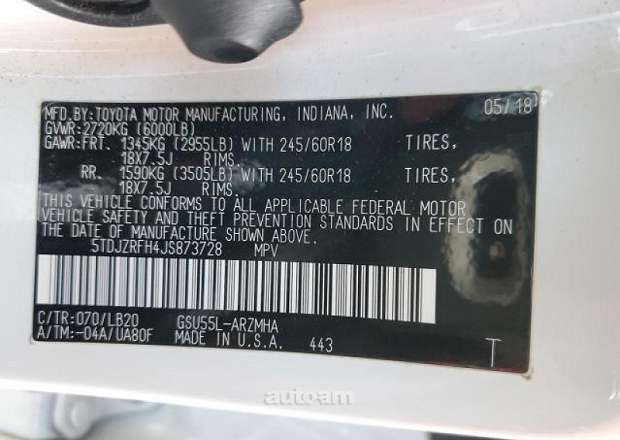 MFD.BY:TOYOTA MOTOR MANUFACTURING, INDIANA, INC. 05/18
GVWR:2720KG (6000LB)
GAWR:FRT. 1345KG (2955LB) WITH 245/60R18 TIRES,
18X7.5J RIMS.
RR. 1590KG (3505LB) WITH 245/60R18 TIRES,
18X7.5J RIMS.
THIS VEHICLE CONFORMS TO ALL APPLICABLE FEDERAL MOTOR
VEHICLE SAFETY AND THEFT PREVENTION STANDARDS IN EFFECT ON
THE DATE OF MANUFACTURE SHOWN ABOVE.
5TDJZRFH4JS873728 MPV
C/TR:070/LB20 GSU55L-ARZMHA
A/TM:-04A/UA80F MADE IN U.S.A. 443 T
autoam